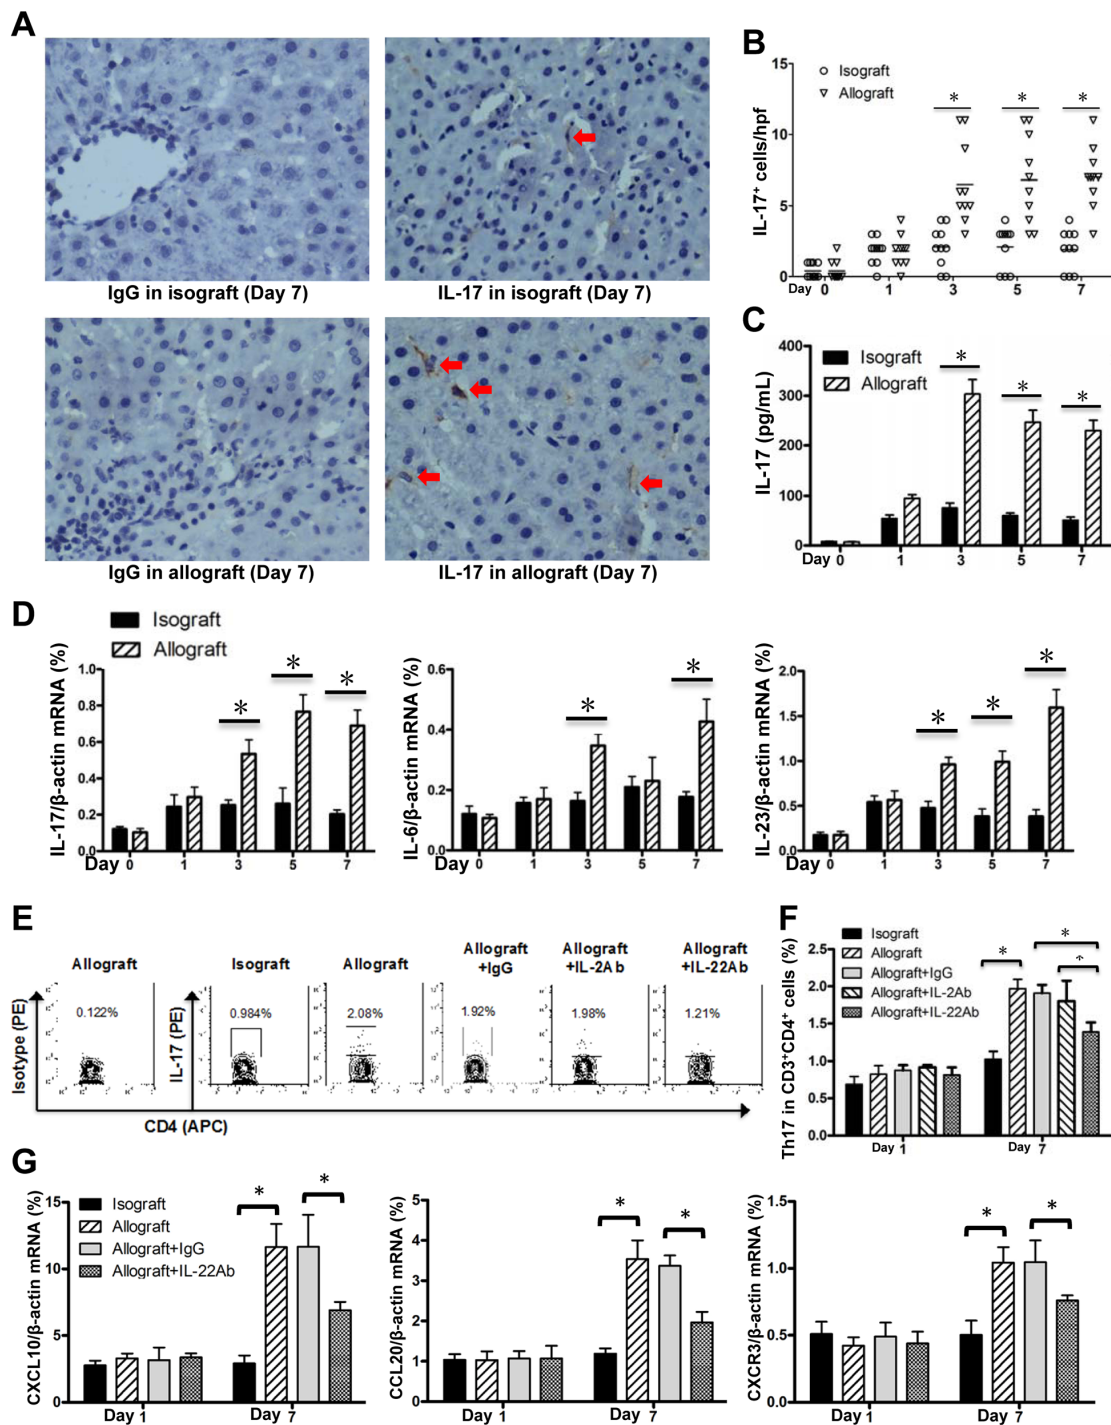 A
IgG in isograft (Day 7)
IL-17 in isograft (Day 7)
IgG in allograft (Day 7)
IL-17 in allograft (Day 7)
B
Isograft
Allograft
IL-17+ cells/hpf
15
10
5
0
* * *
Day 0 1 3 5 7
C
Isograft
Allograft
IL-17 (pg/mL)
400
300
200
100
0
* * *
Day 0 1 3 5 7
D
Isograft
Allograft
IL-17/β-actin mRNA (%)
1.0
0.8
0.6
0.4
0.2
0.0
* * *
Day 0 1 3 5 7
IL-6/β-actin mRNA (%)
0.6
0.4
0.2
0.0
* *
Day 0 1 3 5 7
IL-23/β-actin mRNA (%)
2.0
1.5
1.0
0.5
0.0
* * *
Day 0 1 3 5 7
E
Allograft
Isograft
Allograft
Allograft +IgG
Allograft +IL-2Ab
Allograft +IL-22Ab
Isotype (PE)
IL-17 (PE)
0.122%
0.984%
2.08%
1.92%
1.98%
1.21%
CD4 (APC)
F
Isograft
Allograft
Allograft+IgG
Allograft+IL-2Ab
Allograft+IL-22Ab
Th17 in CD3+CD4+ cells (%)
2.5
2.0
1.5
1.0
0.5
0.0
* * *
Day 1
Day 7
G
Isograft
Allograft
Allograft+IgG
Allograft+IL-22Ab
CXCL10/β-actin mRNA (%)
15
10
5
0
* *
Day 1
Day 7
CCL20/β-actin mRNA (%)
5
4
3
2
1
0
* *
Day 1
Day 7
CXCR3/β-actin mRNA (%)
1.5
1.0
0.5
0.0
* *
Day 1
Day 7